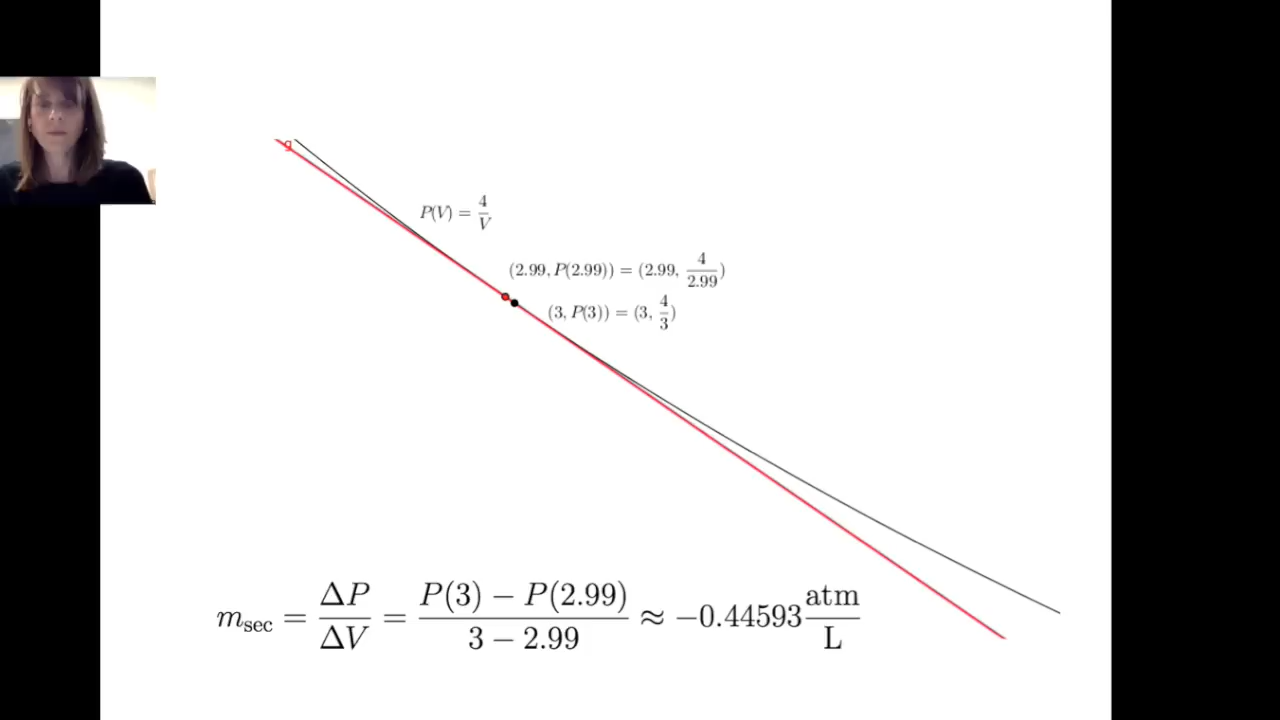 g
P(V) = 4/V
(2.99, P(2.99)) = (2.99, 4/2.99)
(3, P(3)) = (3, 4/3)
m_sec = ΔP/ΔV = P(3) − P(2.99)/3 − 2.99 ≈ −0.44593 atm/L